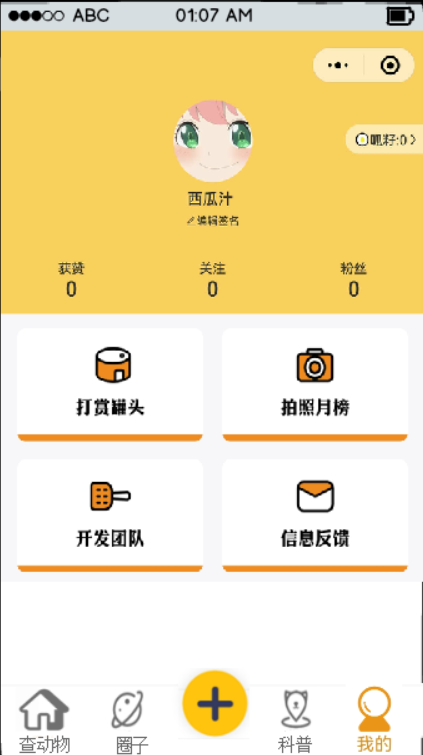 ABC 01:07 AM
呱籽:0
西瓜汁
编辑签名
获赞 关注 粉丝
0 0 0
打赏罐头 拍照月榜
开发团队 信息反馈
查动物 圈子 科普 我的